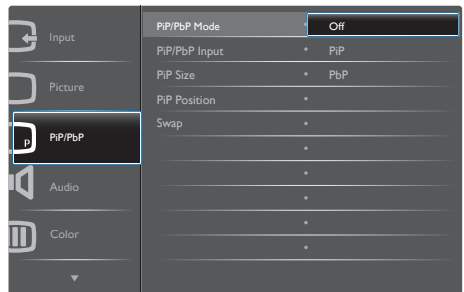 Input
Picture
P
PiP/PbP
Audio
Color
PiP/PbP Mode
PiP/PbP Input
PiP Size
PiP Position
Swap
Off
PiP
PbP